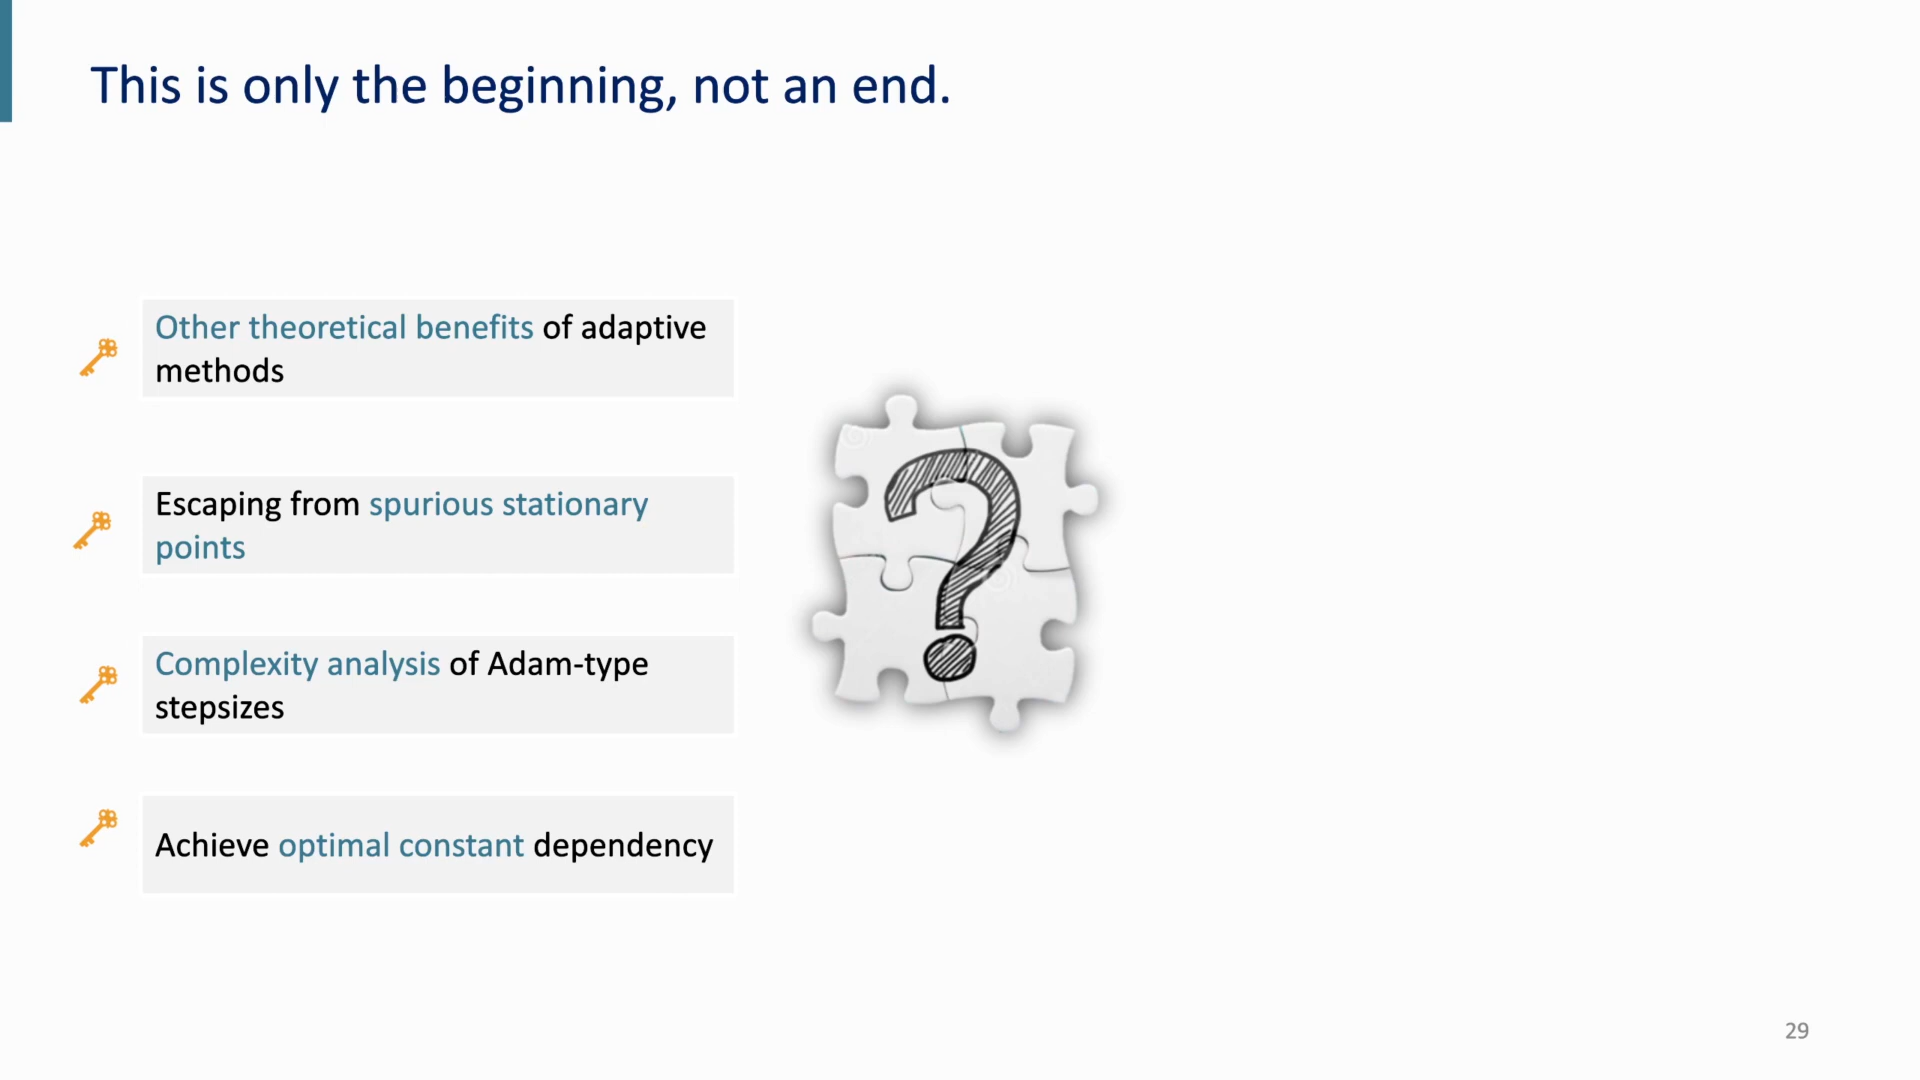 This is only the beginning, not an end.
Other theoretical benefits of adaptive
methods
Escaping from spurious stationary
points
Complexity analysis of Adam-type
stepsizes
Achieve optimal constant dependency
?
29